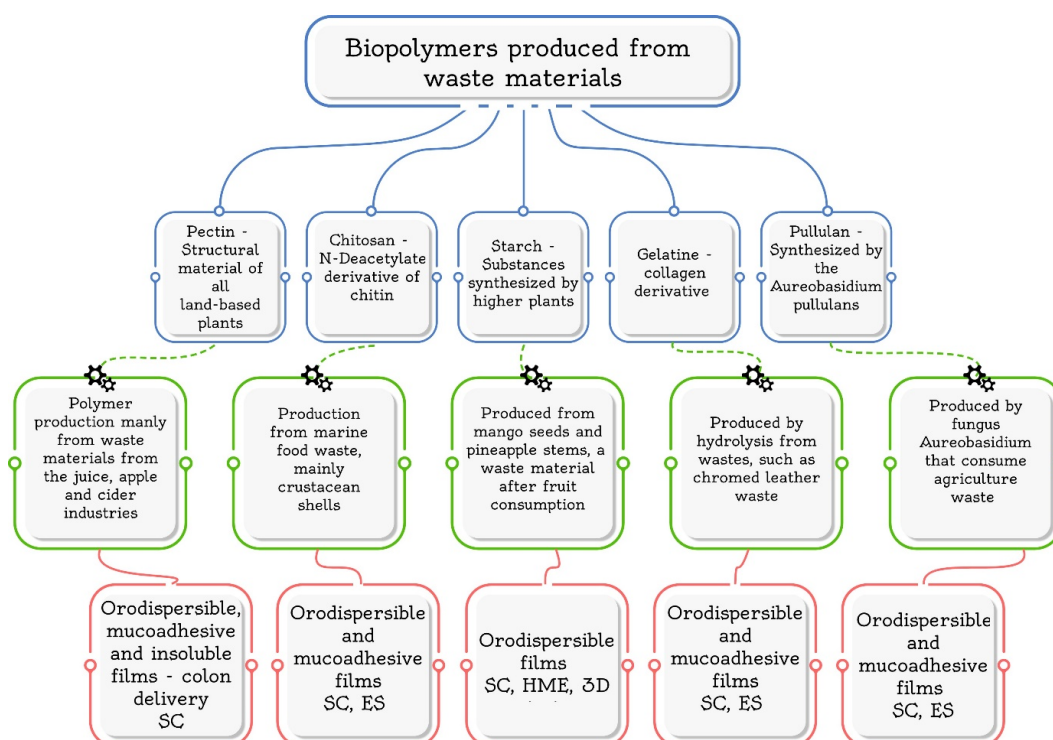 Biopolymers produced from
waste materials
Pectin -
Structural
material of
all
land-based
plants
Chitosan -
N-Deacetylate
derivative of
chitin
Starch -
Substances
synthesized by
higher plants
Gelatine -
collagen
derivative
Pullulan -
Synthesized by
the
Aureobasidium
pullulans
Polymer
production manly
from waste
materials from
the juice, apple
and cider
industries
Production
from marine
food waste,
mainly
crustacean
shells
Produced from
mango seeds and
pineapple stems, a
waste material
after fruit
consumption
Produced by
hydrolysis from
wastes, such as
chromed leather
waste
Produced by
fungus
Aureobasidium
that consume
agriculture
waste
Orodispersible,
mucoadhesive
and insoluble
films - colon
delivery
SC
Orodispersible
and
mucoadhesive
films
SC, ES
Orodispersible
films
SC, HME, 3D
Orodispersible
and
mucoadhesive
films
SC, ES
Orodispersible
and
mucoadhesive
films
SC, ES